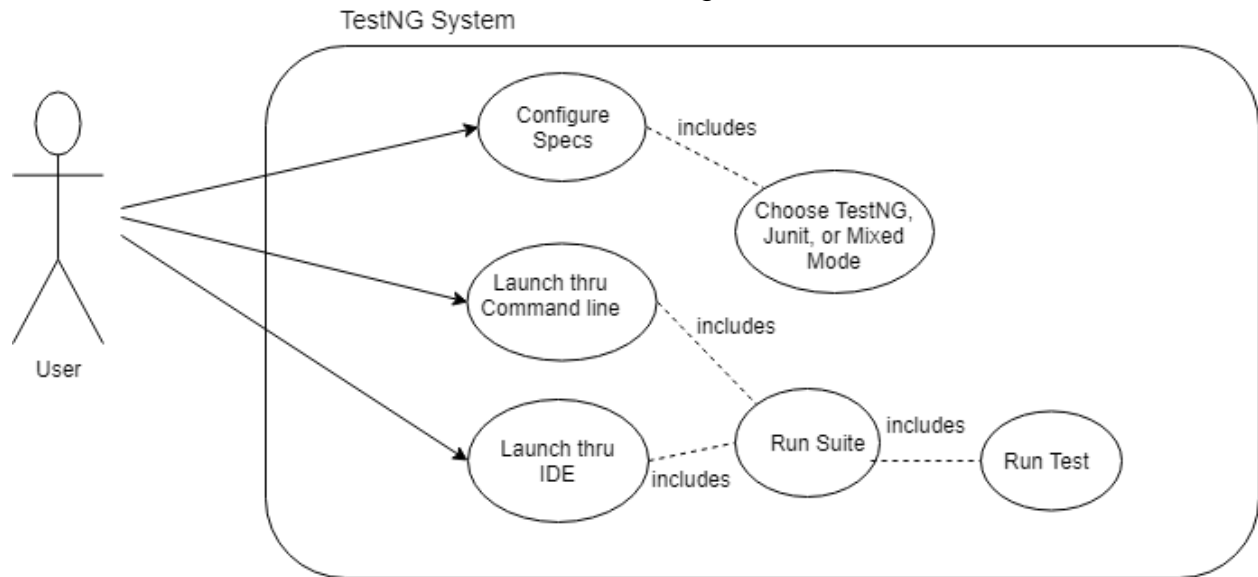 TestNG System
Configure
Specs
includes
Choose TestNG,
Junit, or Mixed
Mode
Launch thru
Command line
includes
User
Launch thru
IDE
includes
Run Suite
includes
Run Test